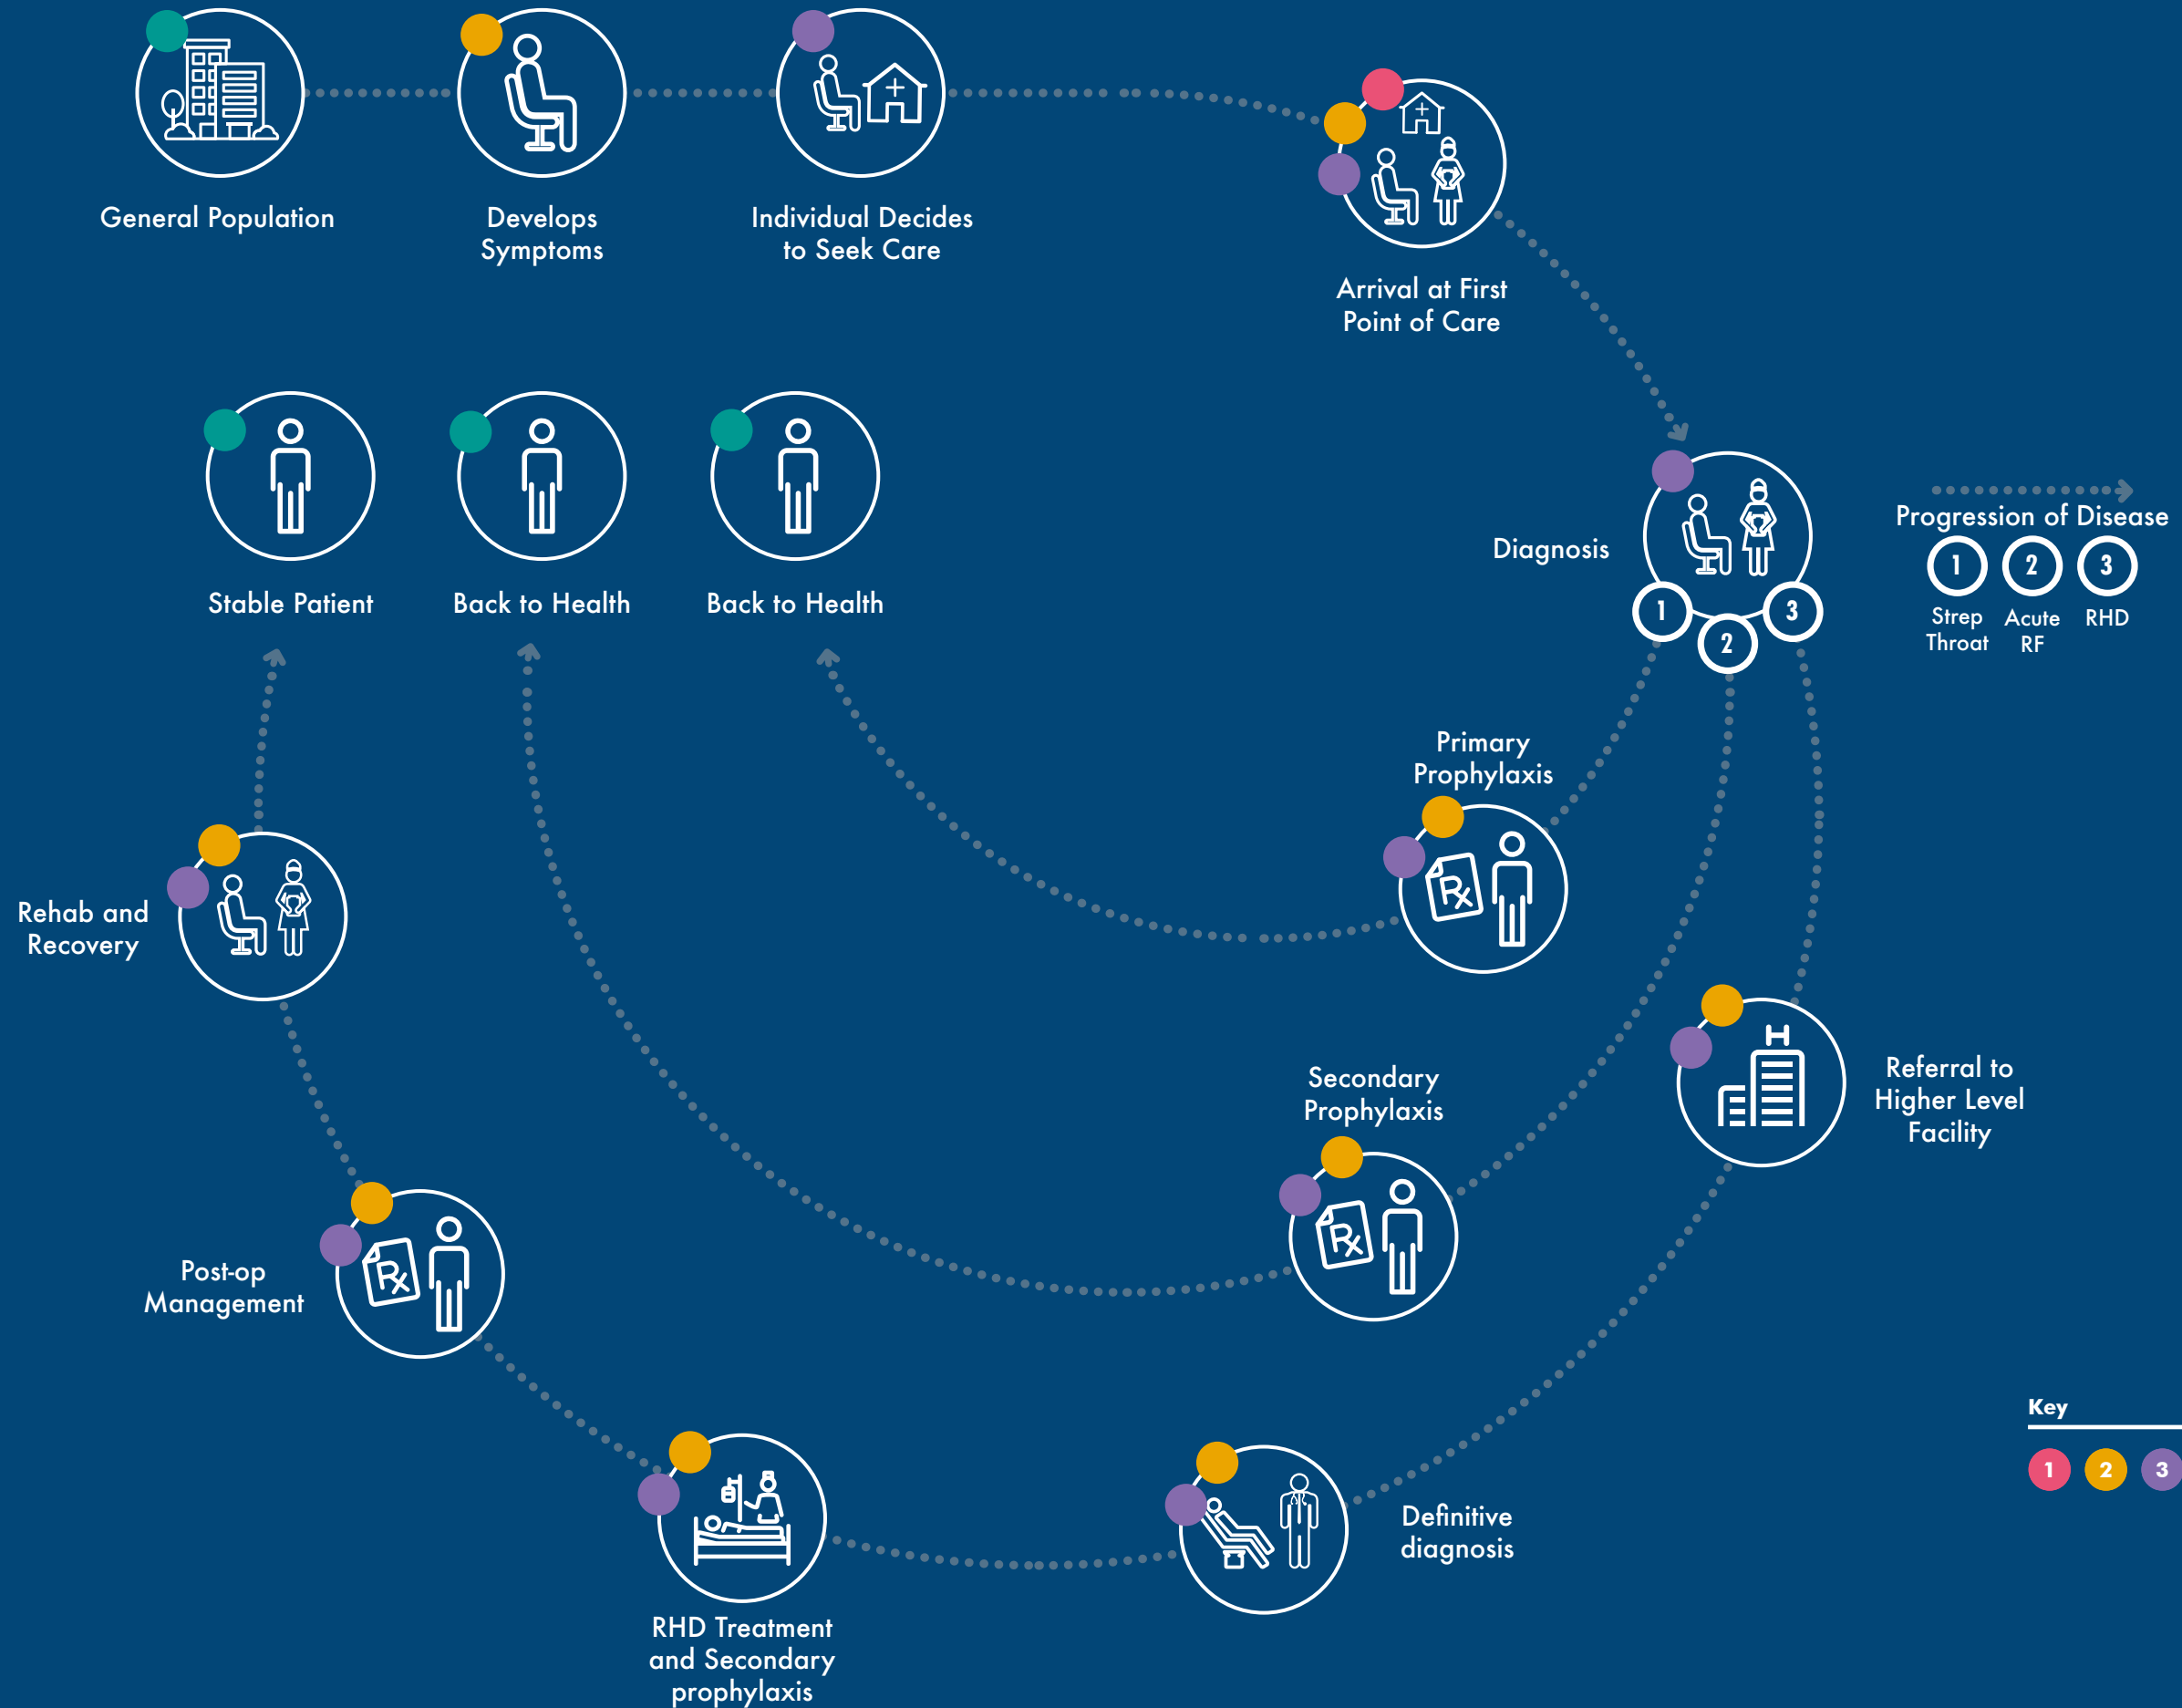 General Population
Develops
Symptoms
Individual Decides
to Seek Care
Arrival at First
Point of Care
Stable Patient
Back to Health
Back to Health
Diagnosis
1
2
3
Progression of Disease
1
2
3
Strep
Throat
Acute
RF
RHD
Primary
Prophylaxis
Rx
Rehab and
Recovery
Secondary
Prophylaxis
Rx
H
Referral to
Higher Level
Facility
Post-op
Management
Rx
Key
1
2
3
Definitive
diagnosis
RHD Treatment
and Secondary
prophylaxis